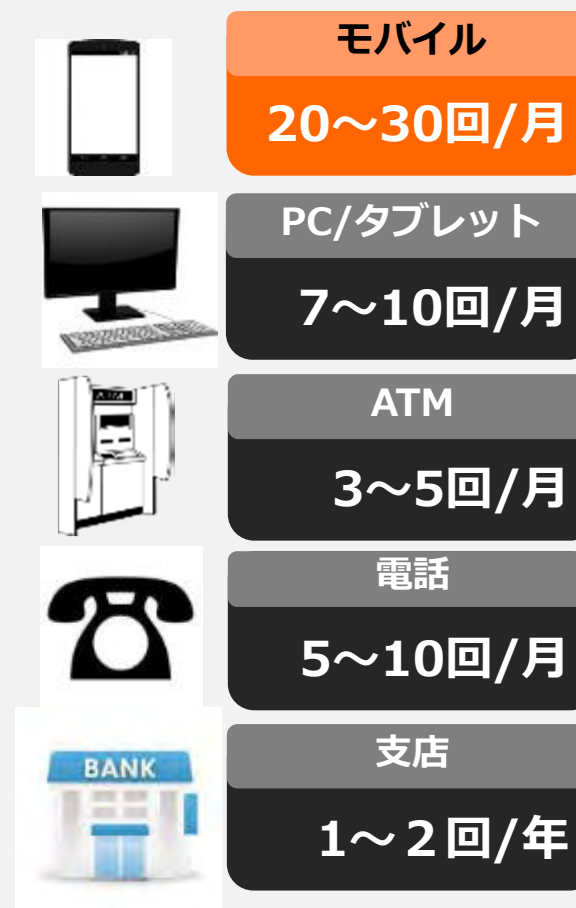 モバイル
20～30回/月
PC/タブレット
7～10回/月
ATM
3～5回/月
電話
5～10回/月
BANK
支店
1～２回/年